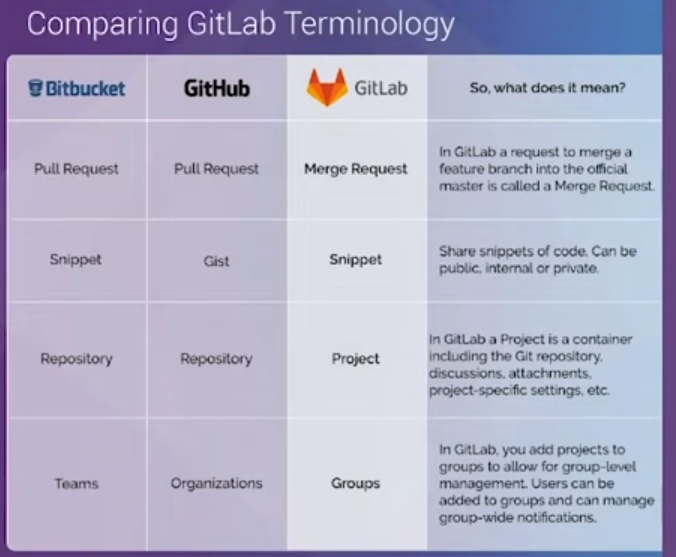 Comparing GitLab Terminology
Bitbucket
GitHub
GitLab
So, what does it mean?
Pull Request
Pull Request
Merge Request
In GitLab a request to merge a
feature branch into the official
master is called a Merge Request.
Snippet
Gist
Snippet
Share snippets of code. Can be
public, internal or private.
Repository
Repository
Project
In GitLab a Project is a container
including the Git repository,
discussions, attachments,
project-specific settings, etc.
Teams
Organizations
Groups
In GitLab, you add projects to
groups to allow for group-level
management. Users can be
added to groups and can manage
group-wide notifications.